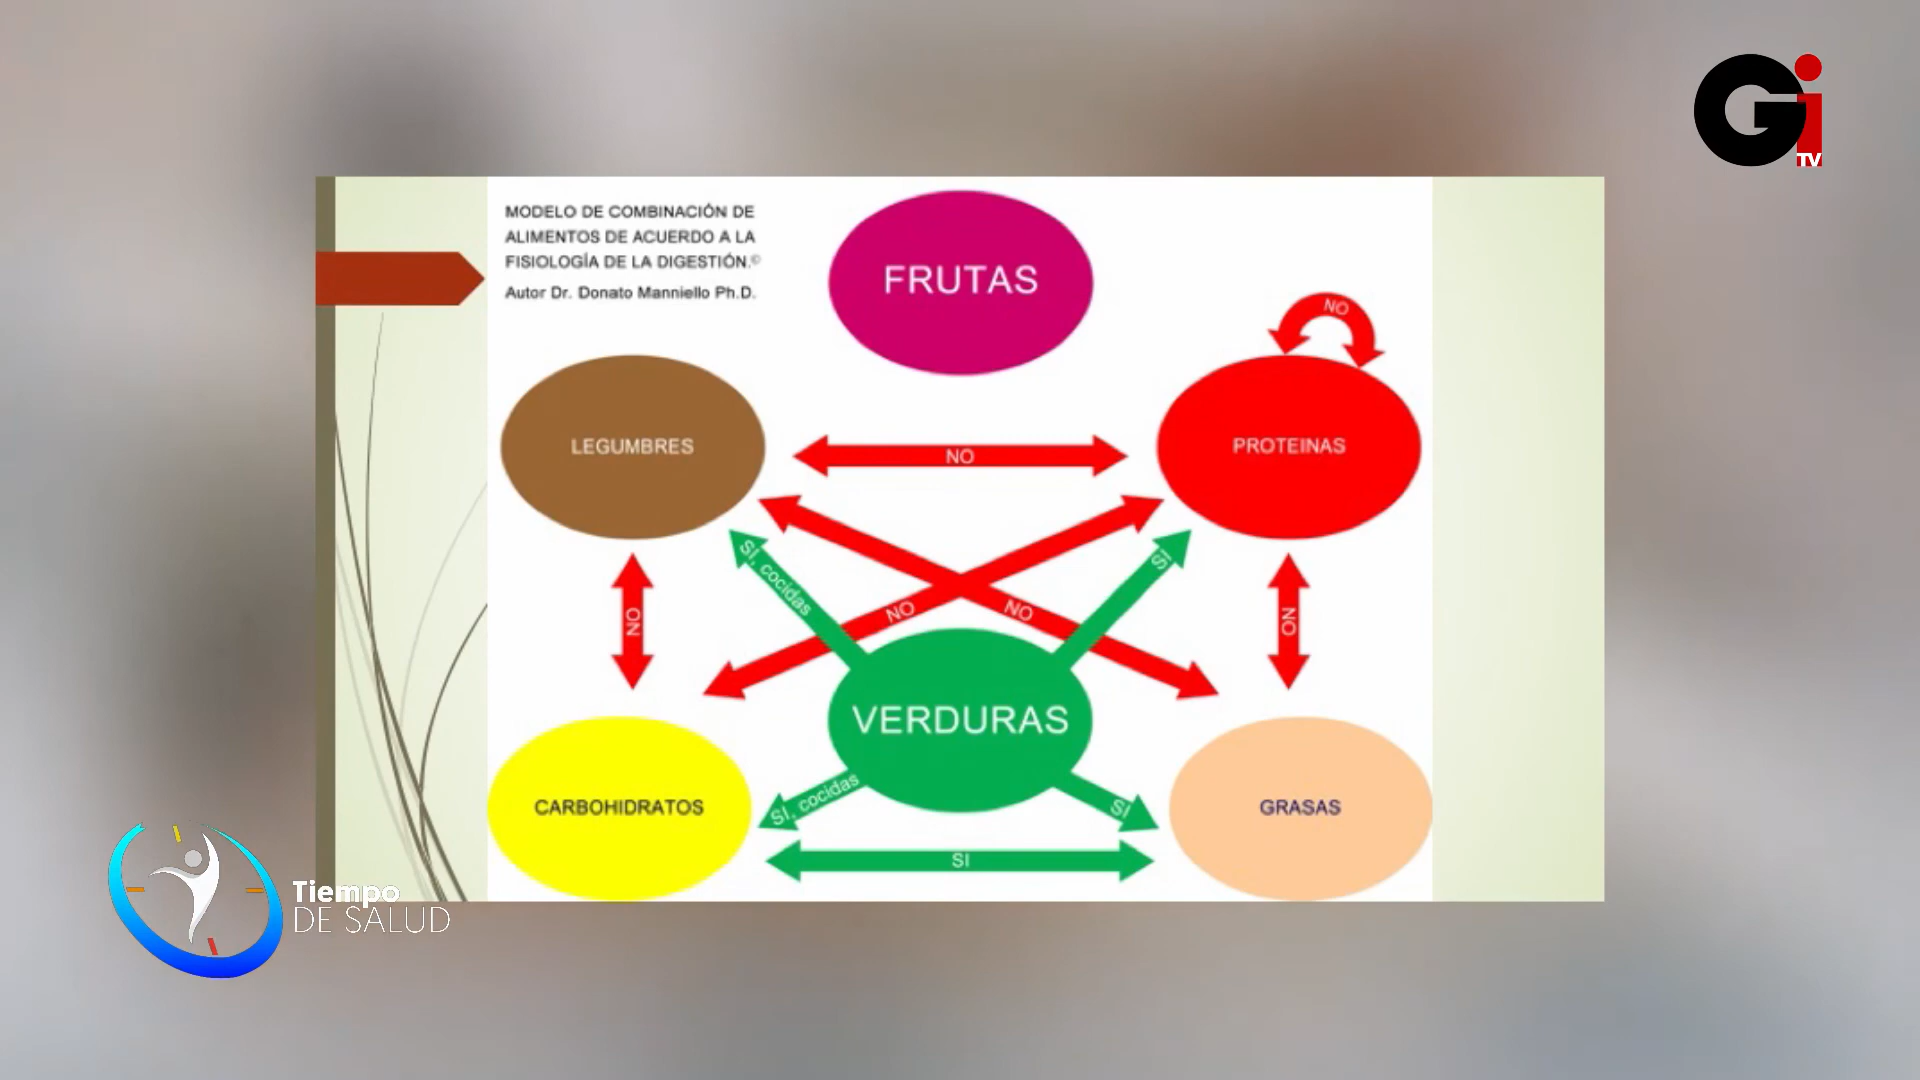 Gi
TV
MODELO DE COMBINACIÓN DE
ALIMENTOS DE ACUERDO A LA
FISIOLOGÍA DE LA DIGESTIÓN.©
Autor Dr. Donato Manniello Ph.D.
FRUTAS
NO
LEGUMBRES
PROTEINAS
NO
SI, cocidas
SI
NO
NO
NO
NO
VERDURAS
SI, cocidas
SI
CARBOHIDRATOS
GRASAS
SI
Tiempo
DE SALUD